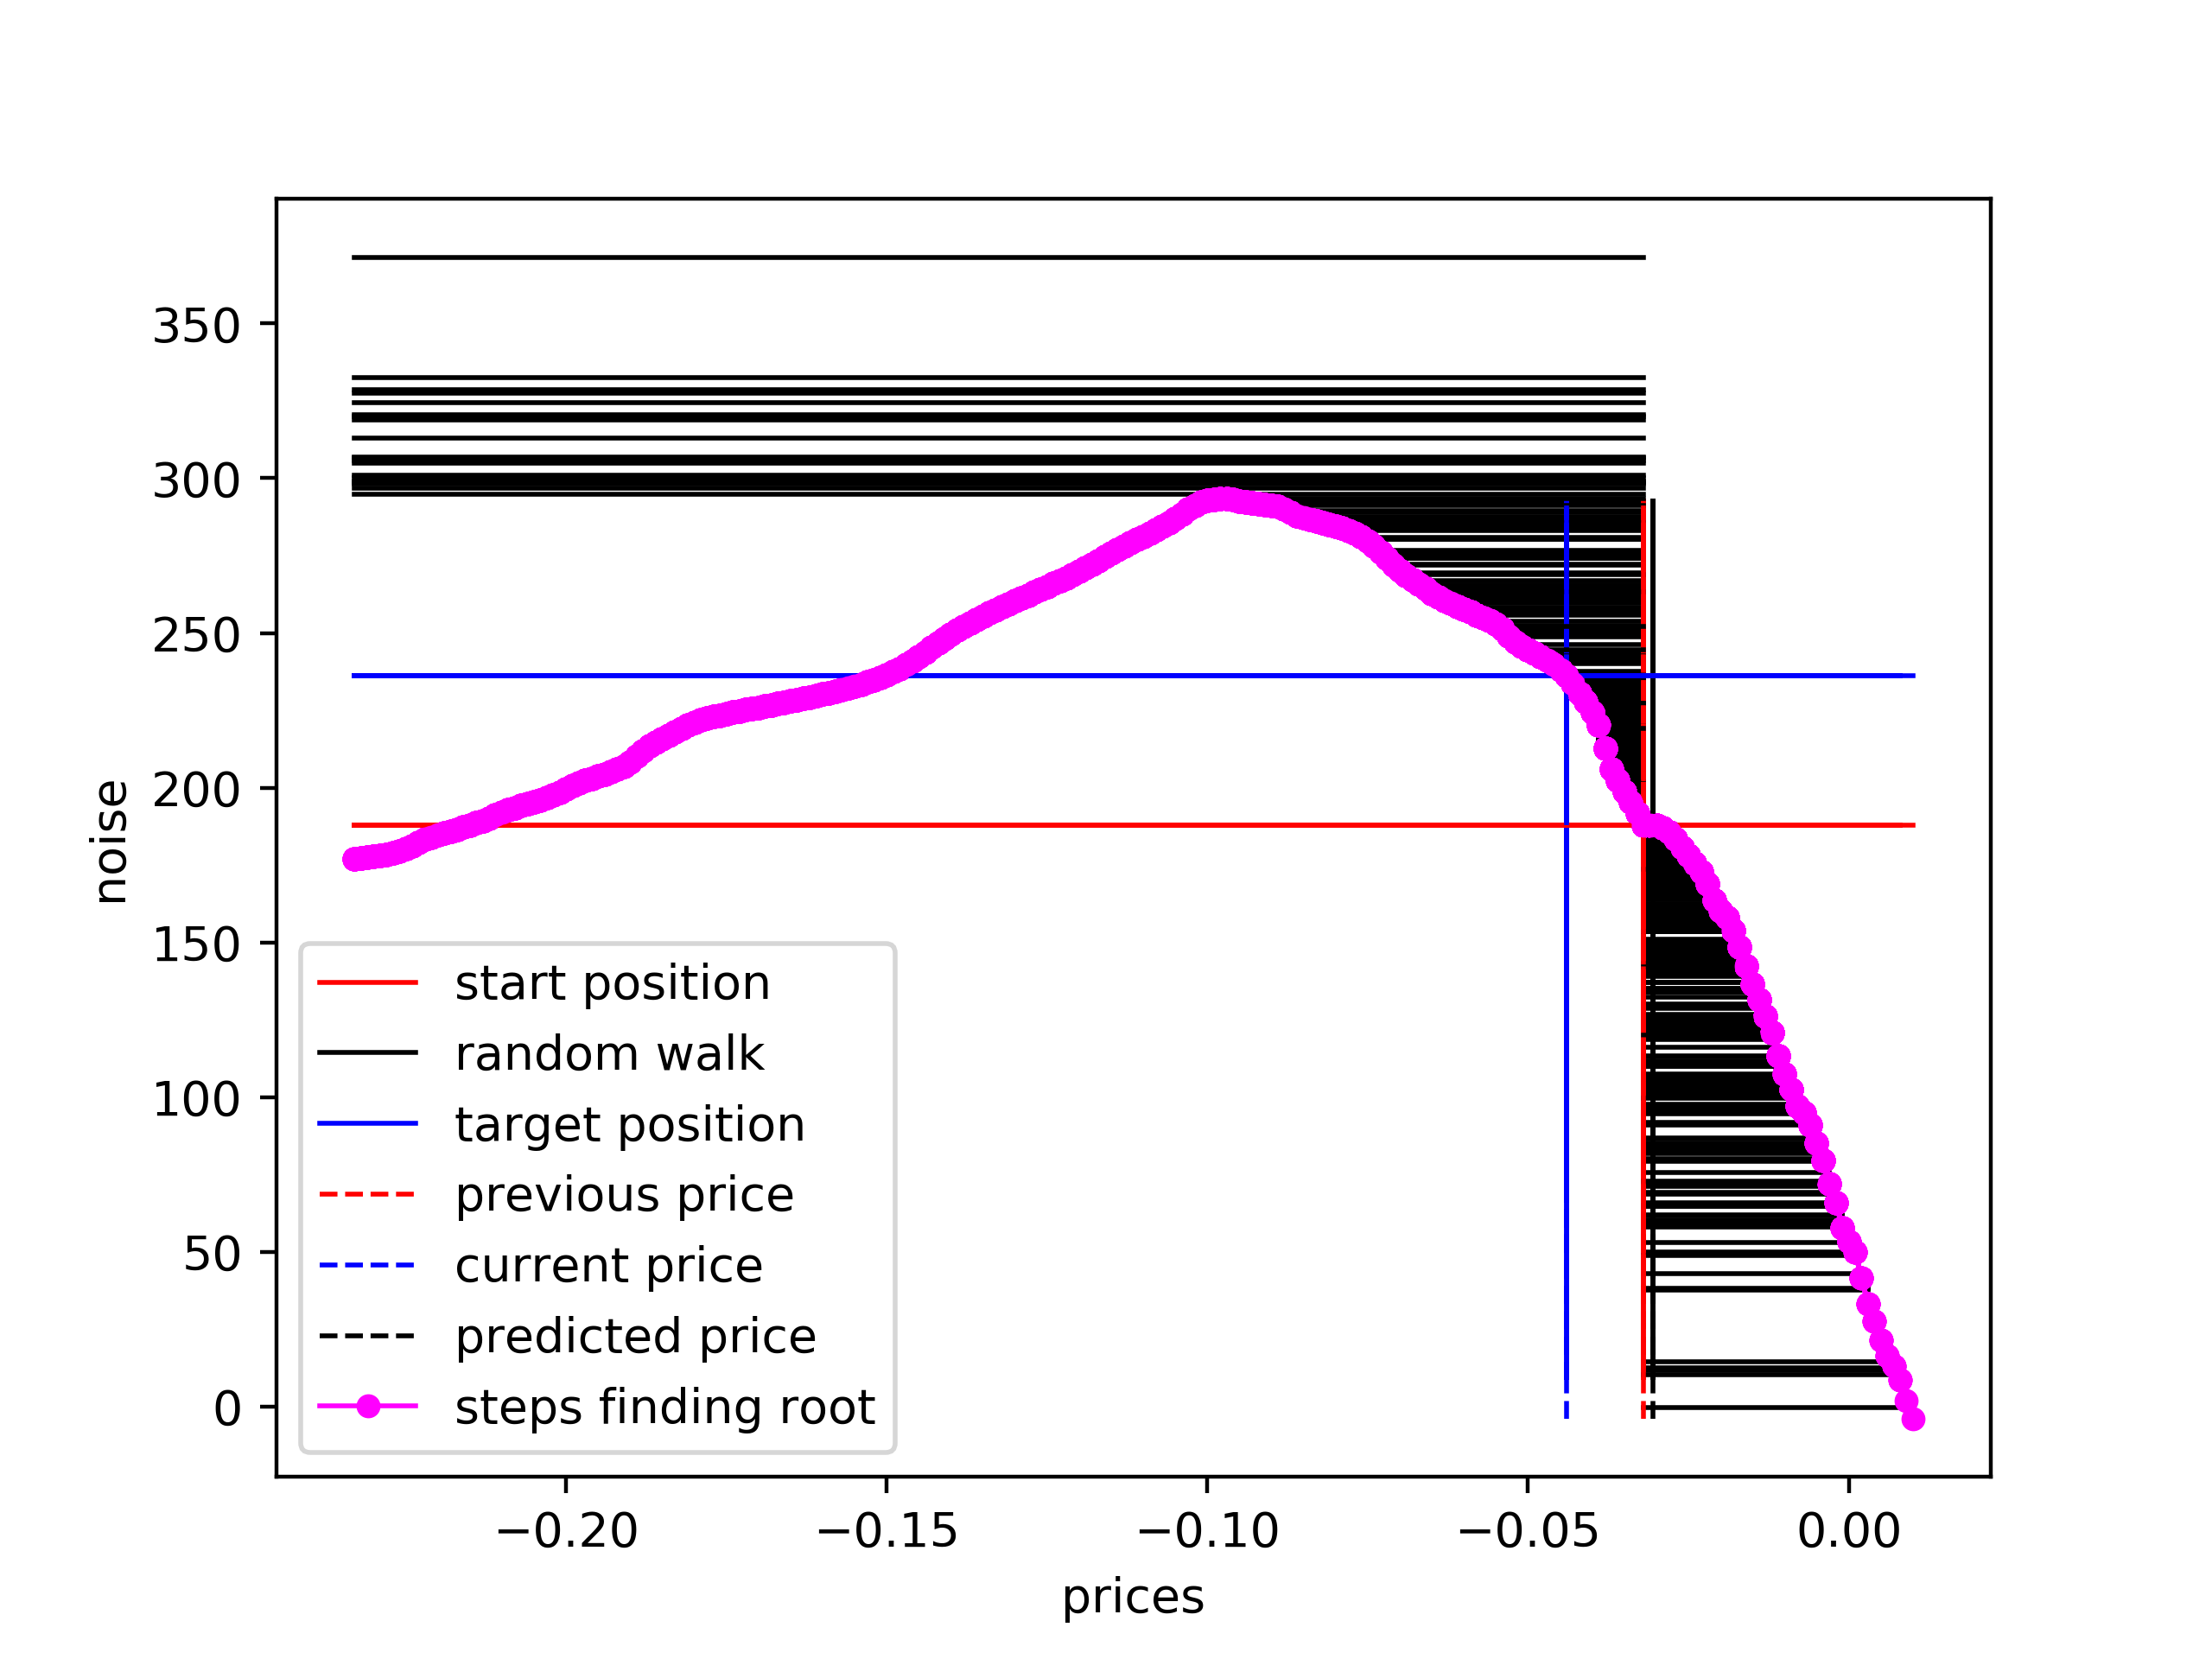 350
300
250
200
150
100
50
0
noise
start position
random walk
target position
previous price
current price
predicted price
steps finding root
−0.20 −0.15 −0.10 −0.05 0.00
prices